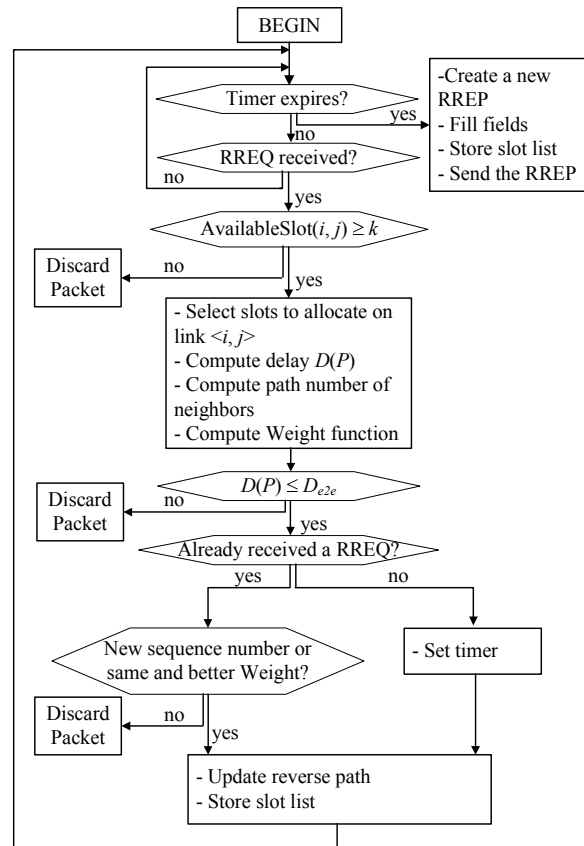 BEGIN
Timer expires?
yes
-Create a new
RREP
- Fill fields
- Store slot list
- Send the RREP
no
RREQ received?
no
yes
AvailableSlot(i, j) ≥ k
no
Discard
Packet
yes
- Select slots to allocate on
link <i, j>
- Compute delay D(P)
- Compute path number of
neighbors
- Compute Weight function
D(P) ≤ De2e
no
Discard
Packet
yes
Already received a RREQ?
yes
no
New sequence number or
same and better Weight?
- Set timer
no
Discard
Packet
yes
- Update reverse path
- Store slot list